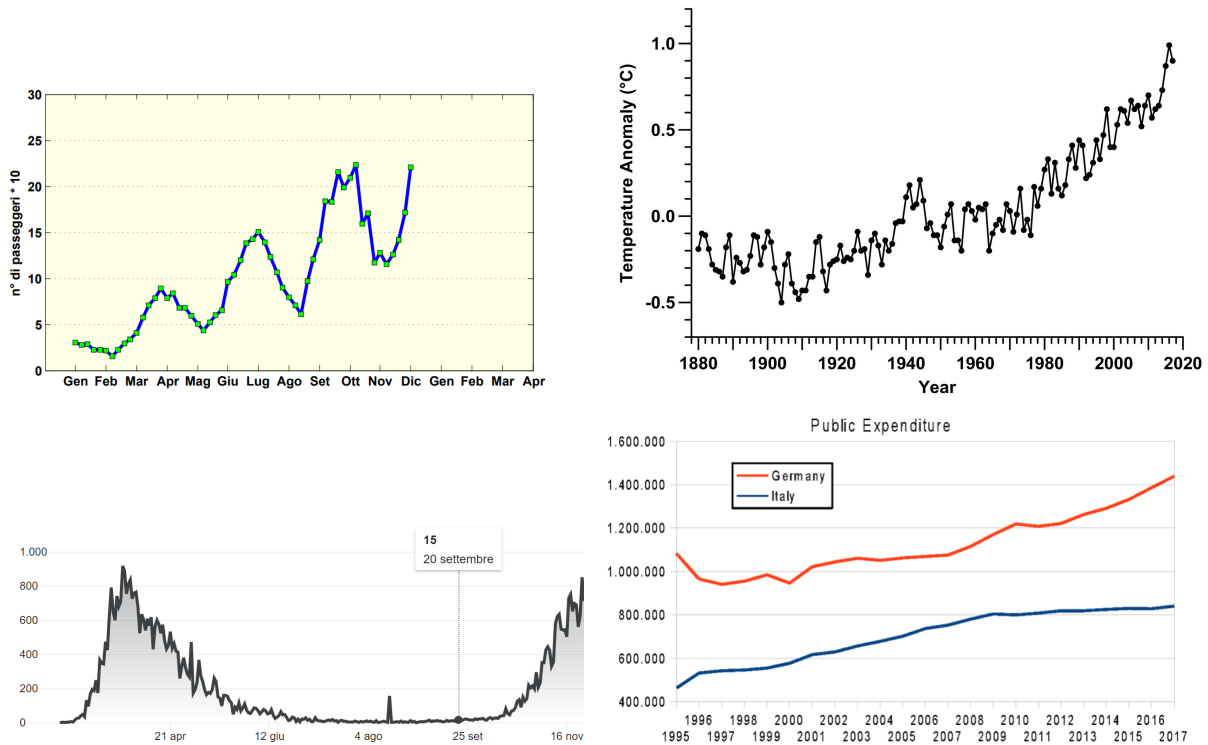 30
25
20
15
10
5
0
n° di passeggeri * 10
Gen Feb Mar Apr Mag Giu Lug Ago Set Ott Nov Dic Gen Feb Mar Apr
1.0
0.5
0.0
-0.5
Temperature Anomaly (°C)
1880 1900 1920 1940 1960 1980 2000 2020
Year
15
20 settembre
1.000
800
600
400
200
0
21 apr 12 giu 4 ago 25 set 16 nov
Public Expenditure
1.600.000
1.400.000
1.200.000
1.000.000
800.000
600.000
400.000
Germany
Italy
1996 1998 2000 2002 2004 2006 2008 2010 2012 2014 2016
1995 1997 1999 2001 2003 2005 2007 2009 2011 2013 2015 2017